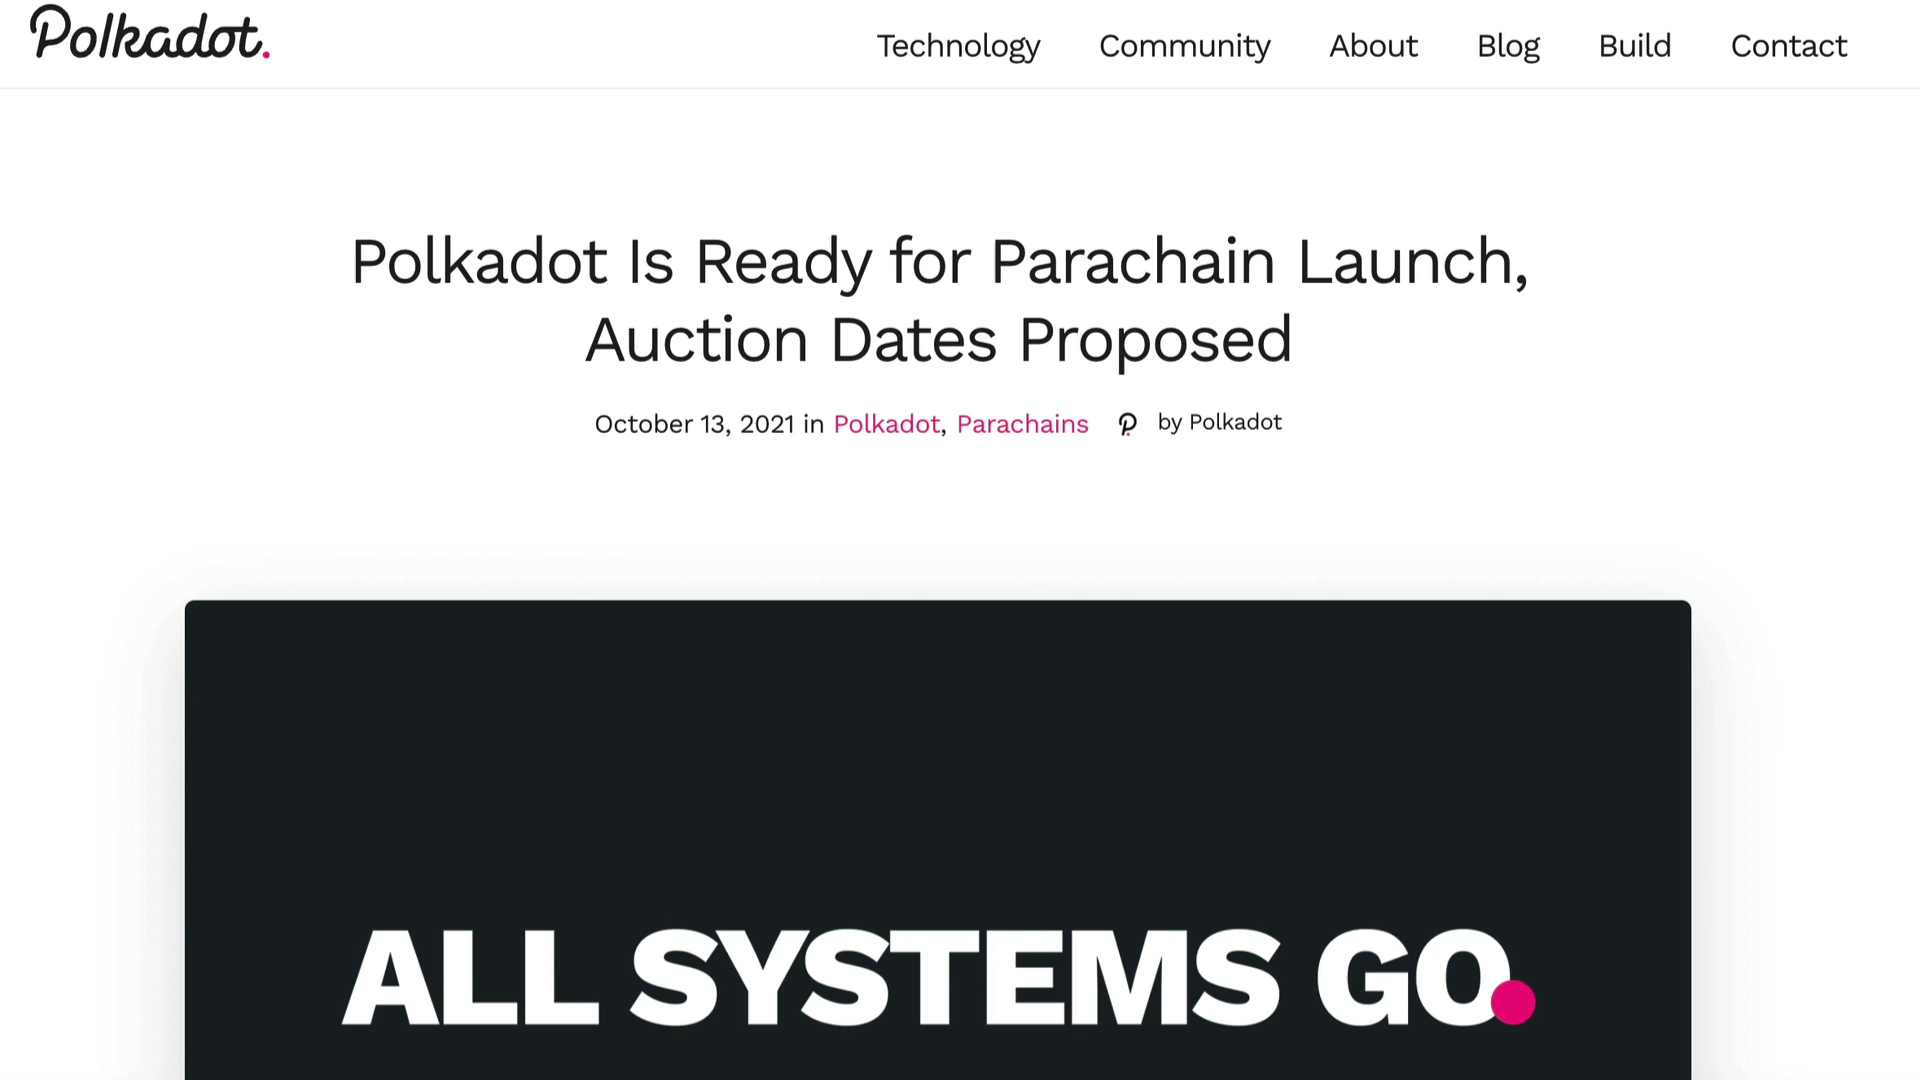 Polkadot.
Technology Community About Blog Build Contact
Polkadot Is Ready for Parachain Launch,
Auction Dates Proposed
October 13, 2021 in Polkadot, Parachains by Polkadot
ALL SYSTEMS GO.